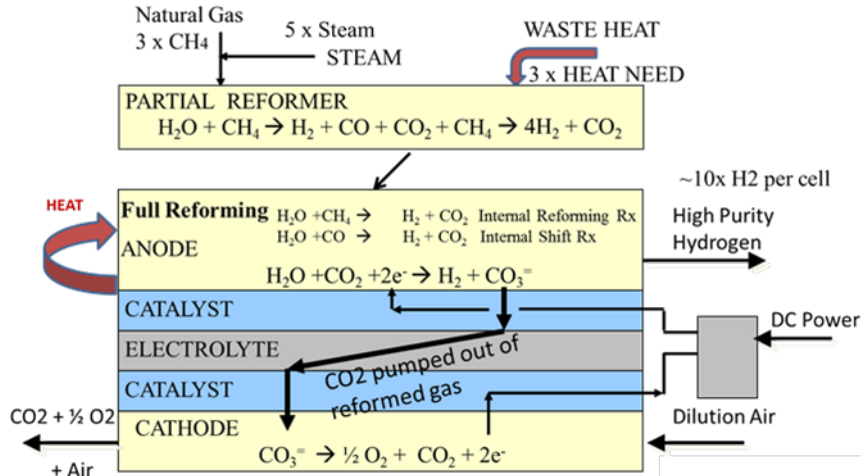 Natural Gas
3 x CH₄
5 x Steam
STEAM
WASTE HEAT
3 x HEAT NEED
PARTIAL REFORMER
H₂O + CH₄ → H₂ + CO + CO₂ + CH₄ → 4H₂ + CO₂
~10x H2 per cell
HEAT
Full Reforming
H₂O +CH₄ → H₂ + CO₂ Internal Reforming Rx
H₂O +CO → H₂ + CO₂ Internal Shift Rx
ANODE
H₂O +CO₂ +2e⁻ → H₂ + CO₃⁼
High Purity
Hydrogen
CATALYST
DC Power
ELECTROLYTE
CO2 pumped out of
reformed gas
CATALYST
CO2 + ½ O2
+ Air
CATHODE
CO₃⁼ → ½ O₂ + CO₂ + 2e⁻
Dilution Air